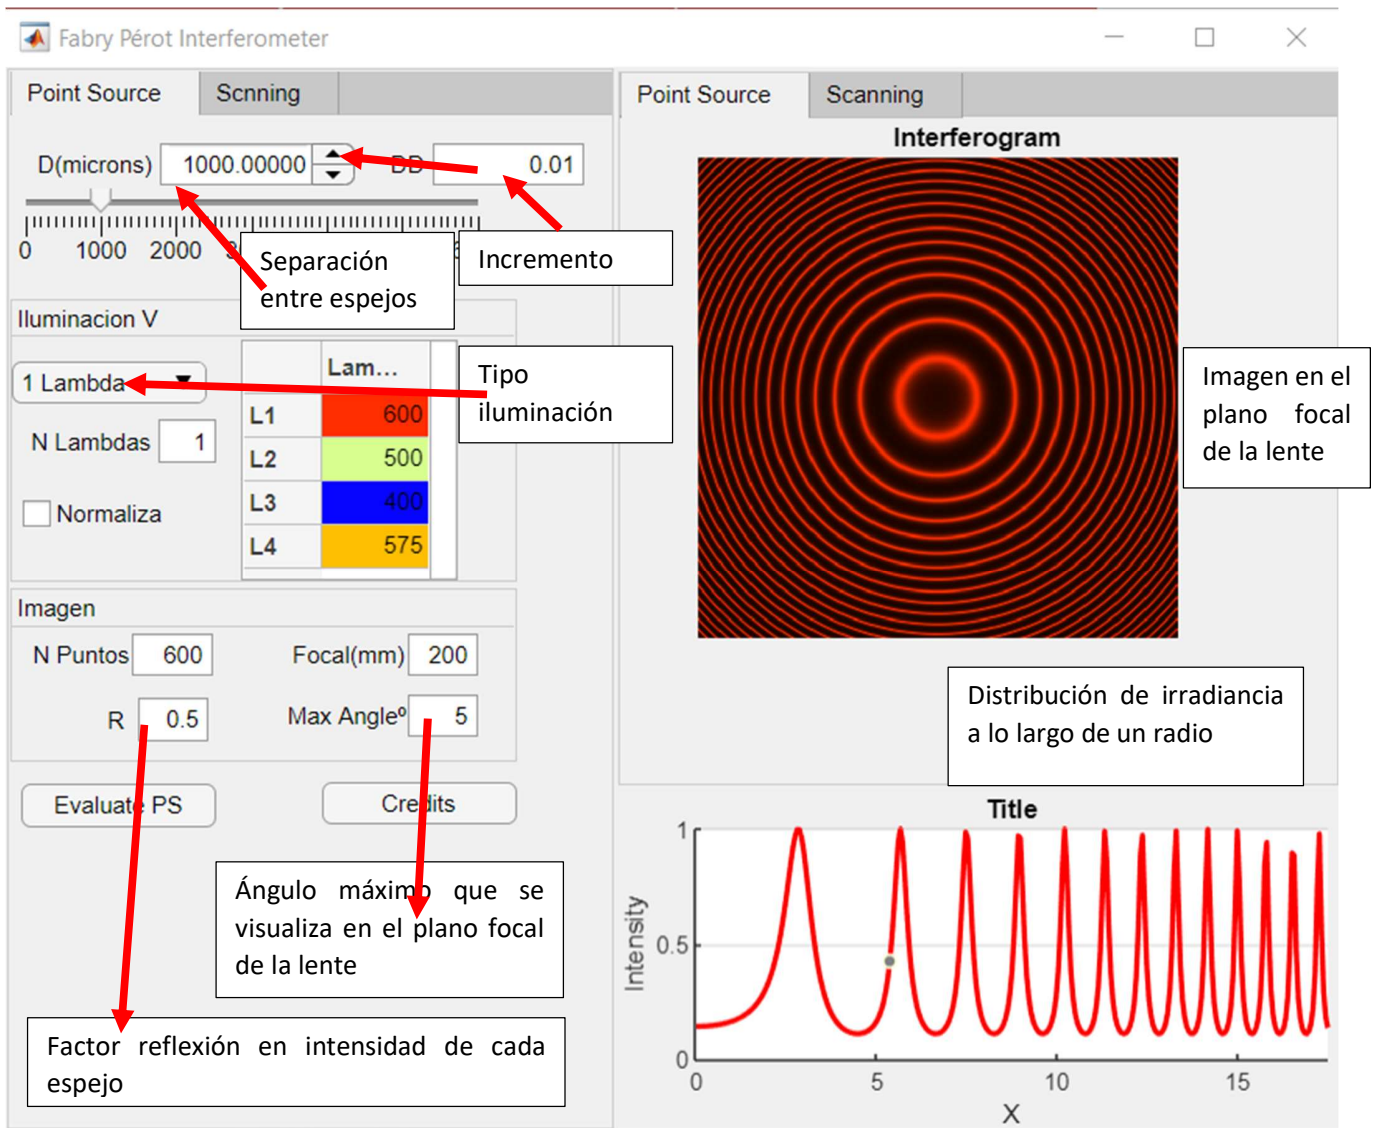 Fabry Pérot Interferometer
Point Source
Scnning
D(microns)
1000.00000
DD
0.01
0
1000
2000
Separación
entre espejos
Incremento
Iluminacion V
1 Lambda
N Lambdas
1
Normaliza
Lam...
L1
600
L2
500
L3
400
L4
575
Tipo
iluminación
Imagen
N Puntos
600
Focal(mm)
200
R
0.5
Max Angleº
5
Evaluate PS
Credits
Ángulo máximo que se
visualiza en el plano focal
de la lente
Factor reflexión en intensidad de cada
espejo
Point Source
Scanning
Interferogram
Imagen en el
plano focal
de la lente
Distribución de irradiancia
a lo largo de un radio
Title
Intensity
1
0.5
0
0
5
10
15
X